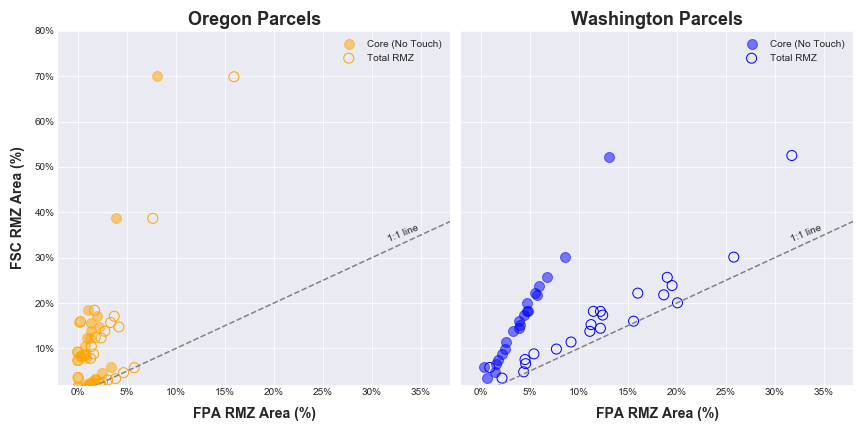 Oregon Parcels
Washington Parcels
Core (No Touch)
Total RMZ
Core (No Touch)
Total RMZ
FSC RMZ Area (%)
80%
70%
60%
50%
40%
30%
20%
10%
1:1 line
1:1 line
0%
5%
10%
15%
20%
25%
30%
35%
0%
5%
10%
15%
20%
25%
30%
35%
FPA RMZ Area (%)
FPA RMZ Area (%)